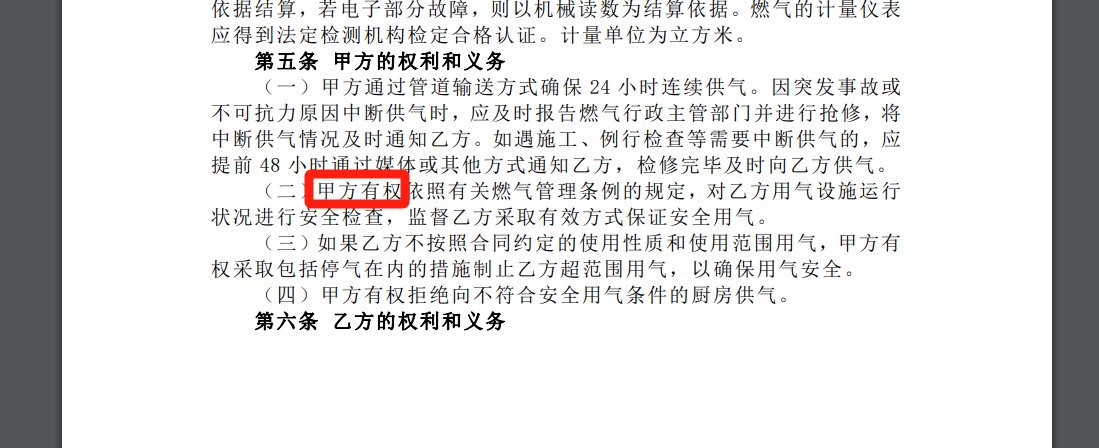 依据结算，若电子部分故障，则以机械读数为结算依据。燃气的计量仪表
应得到法定检测机构检定合格认证。计量单位为立方米。
第五条 甲方的权利和义务
（一）甲方通过管道输送方式确保 24 小时连续供气。因突发事故或
不可抗力原因中断供气时，应及时报告燃气行政主管部门并进行抢修，将
中断供气情况及时通知乙方。如遇施工、例行检查等需要中断供气的，应
提前 48 小时通过媒体或其他方式通知乙方，检修完毕及时向乙方供气。
（二）甲方有权依照有关燃气管理条例的规定，对乙方用气设施运行
状况进行安全检查，监督乙方采取有效方式保证安全用气。
（三）如果乙方不按照合同约定的使用性质和使用范围用气，甲方有
权采取包括停气在内的措施制止乙方超范围用气，以确保用气安全。
（四）甲方有权拒绝向不符合安全用气条件的厨房供气。
第六条 乙方的权利和义务